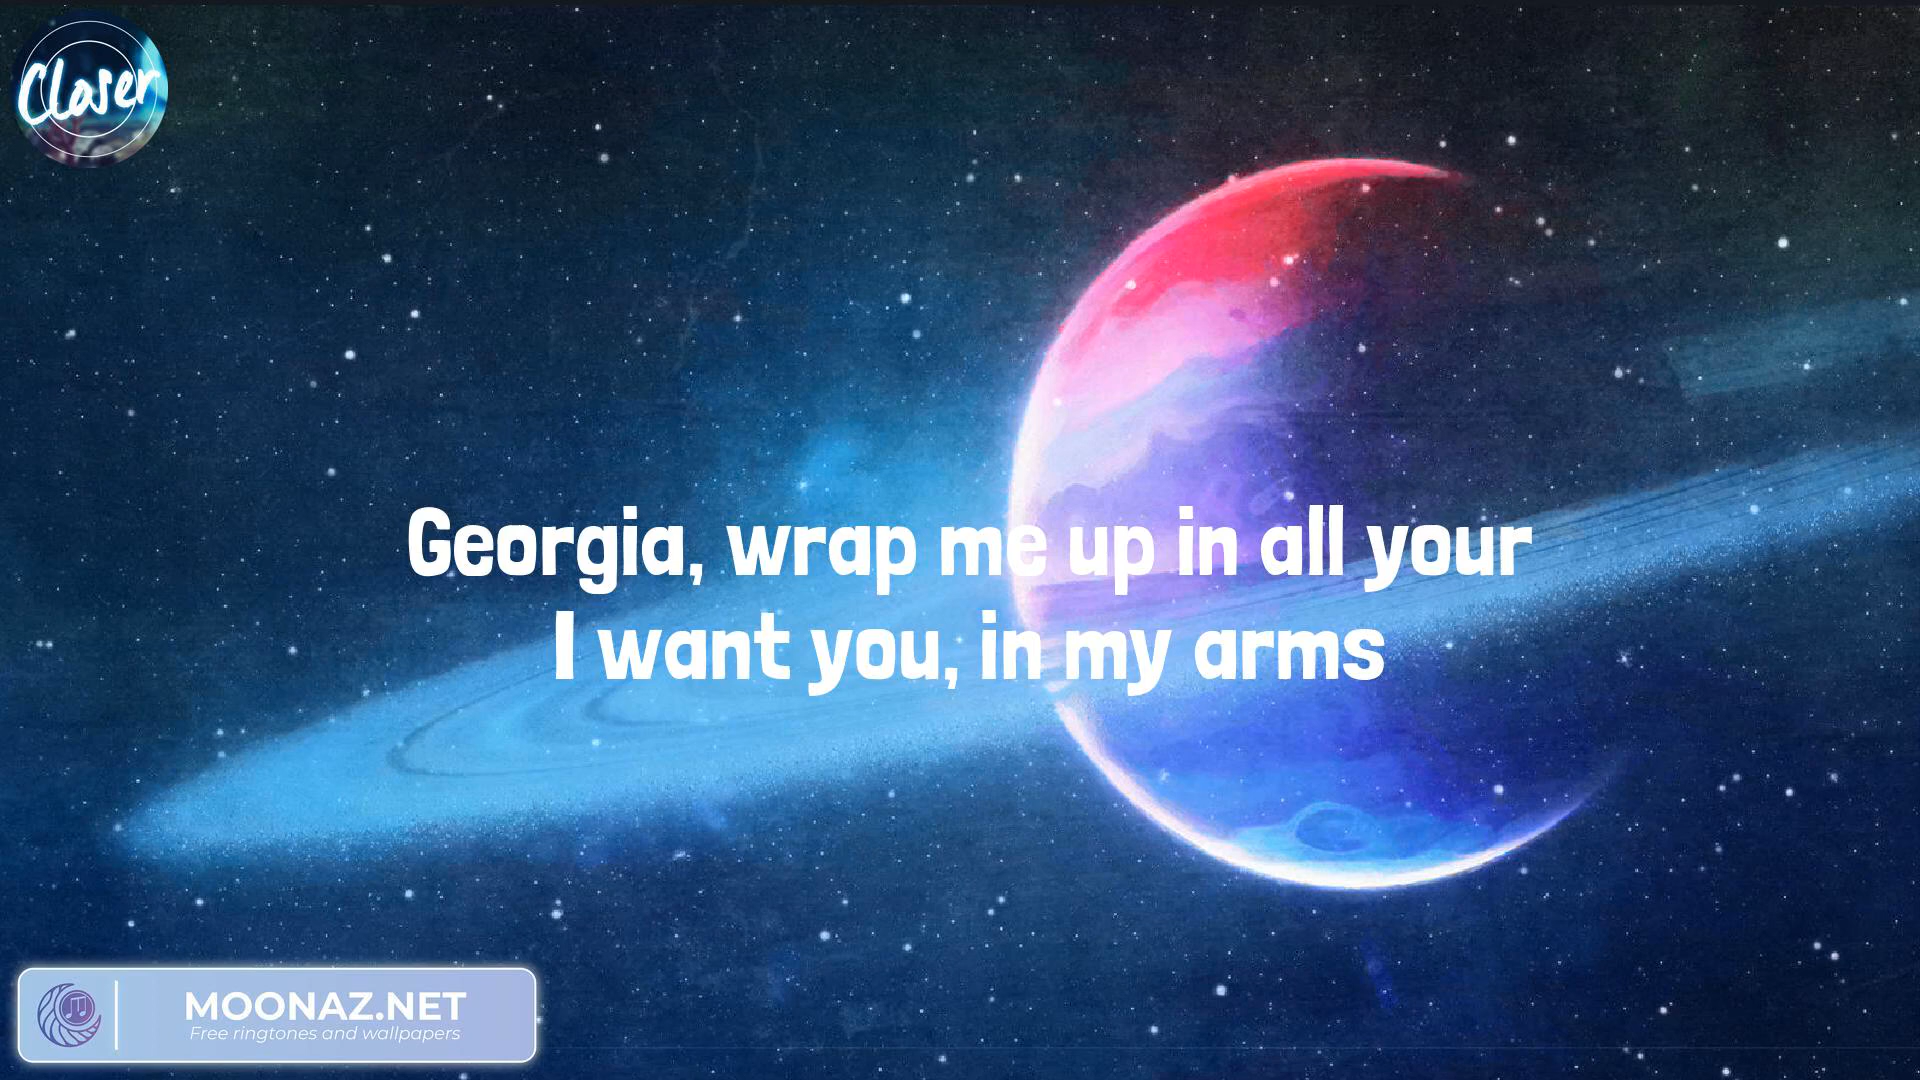 Closer
Georgia, wrap me up in all your
I want you, in my arms
MOONAZ.NET
Free ringtones and wallpapers